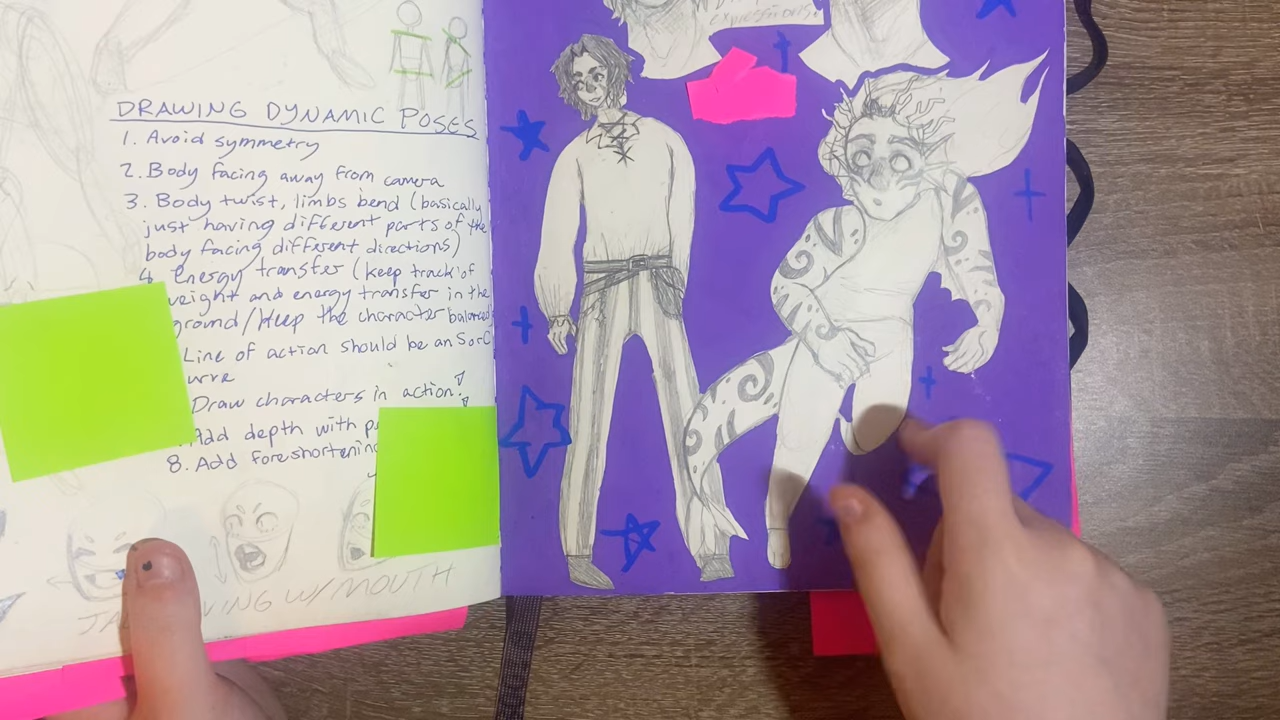 expressions.
DRAWING DYNAMIC POSES
1. Avoid symmetry
2. Body facing away from camera
3. Body twist, limbs bend (basically
just having different parts of the
body facing different directions)
4. energy transfer (keep track of
weight and energy transfer in the
ground/keep the character balanced
Line of action should be an S or C
urve
Draw characters in action!
Add depth with
8. Add foreshortening
W/ MOUTH